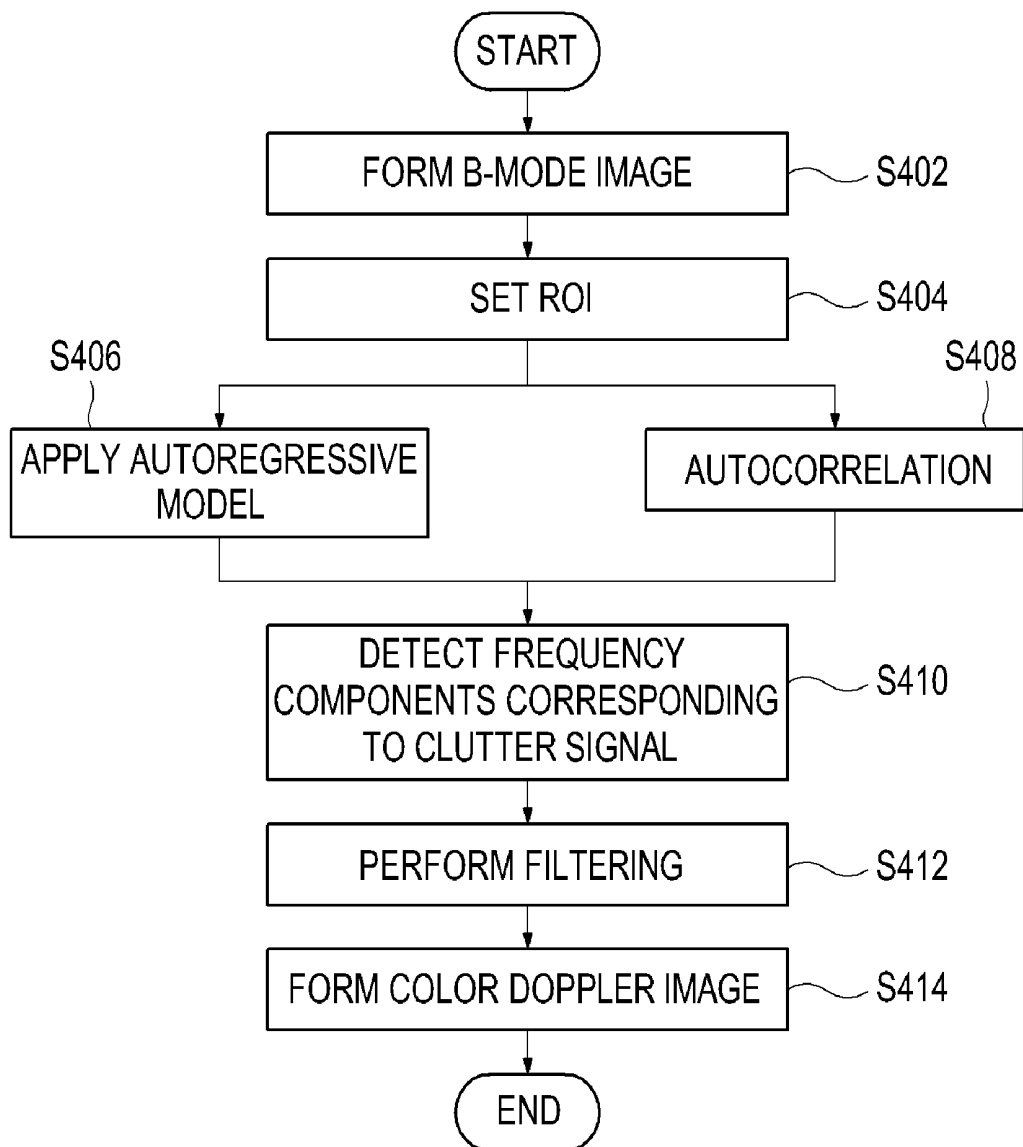 START
FORM B-MODE IMAGE
S402
SET ROI
S404
S406
S408
APPLY AUTOREGRESSIVE
MODEL
AUTOCORRELATION
DETECT FREQUENCY
COMPONENTS CORRESPONDING
TO CLUTTER SIGNAL
S410
PERFORM FILTERING
S412
FORM COLOR DOPPLER IMAGE
S414
END